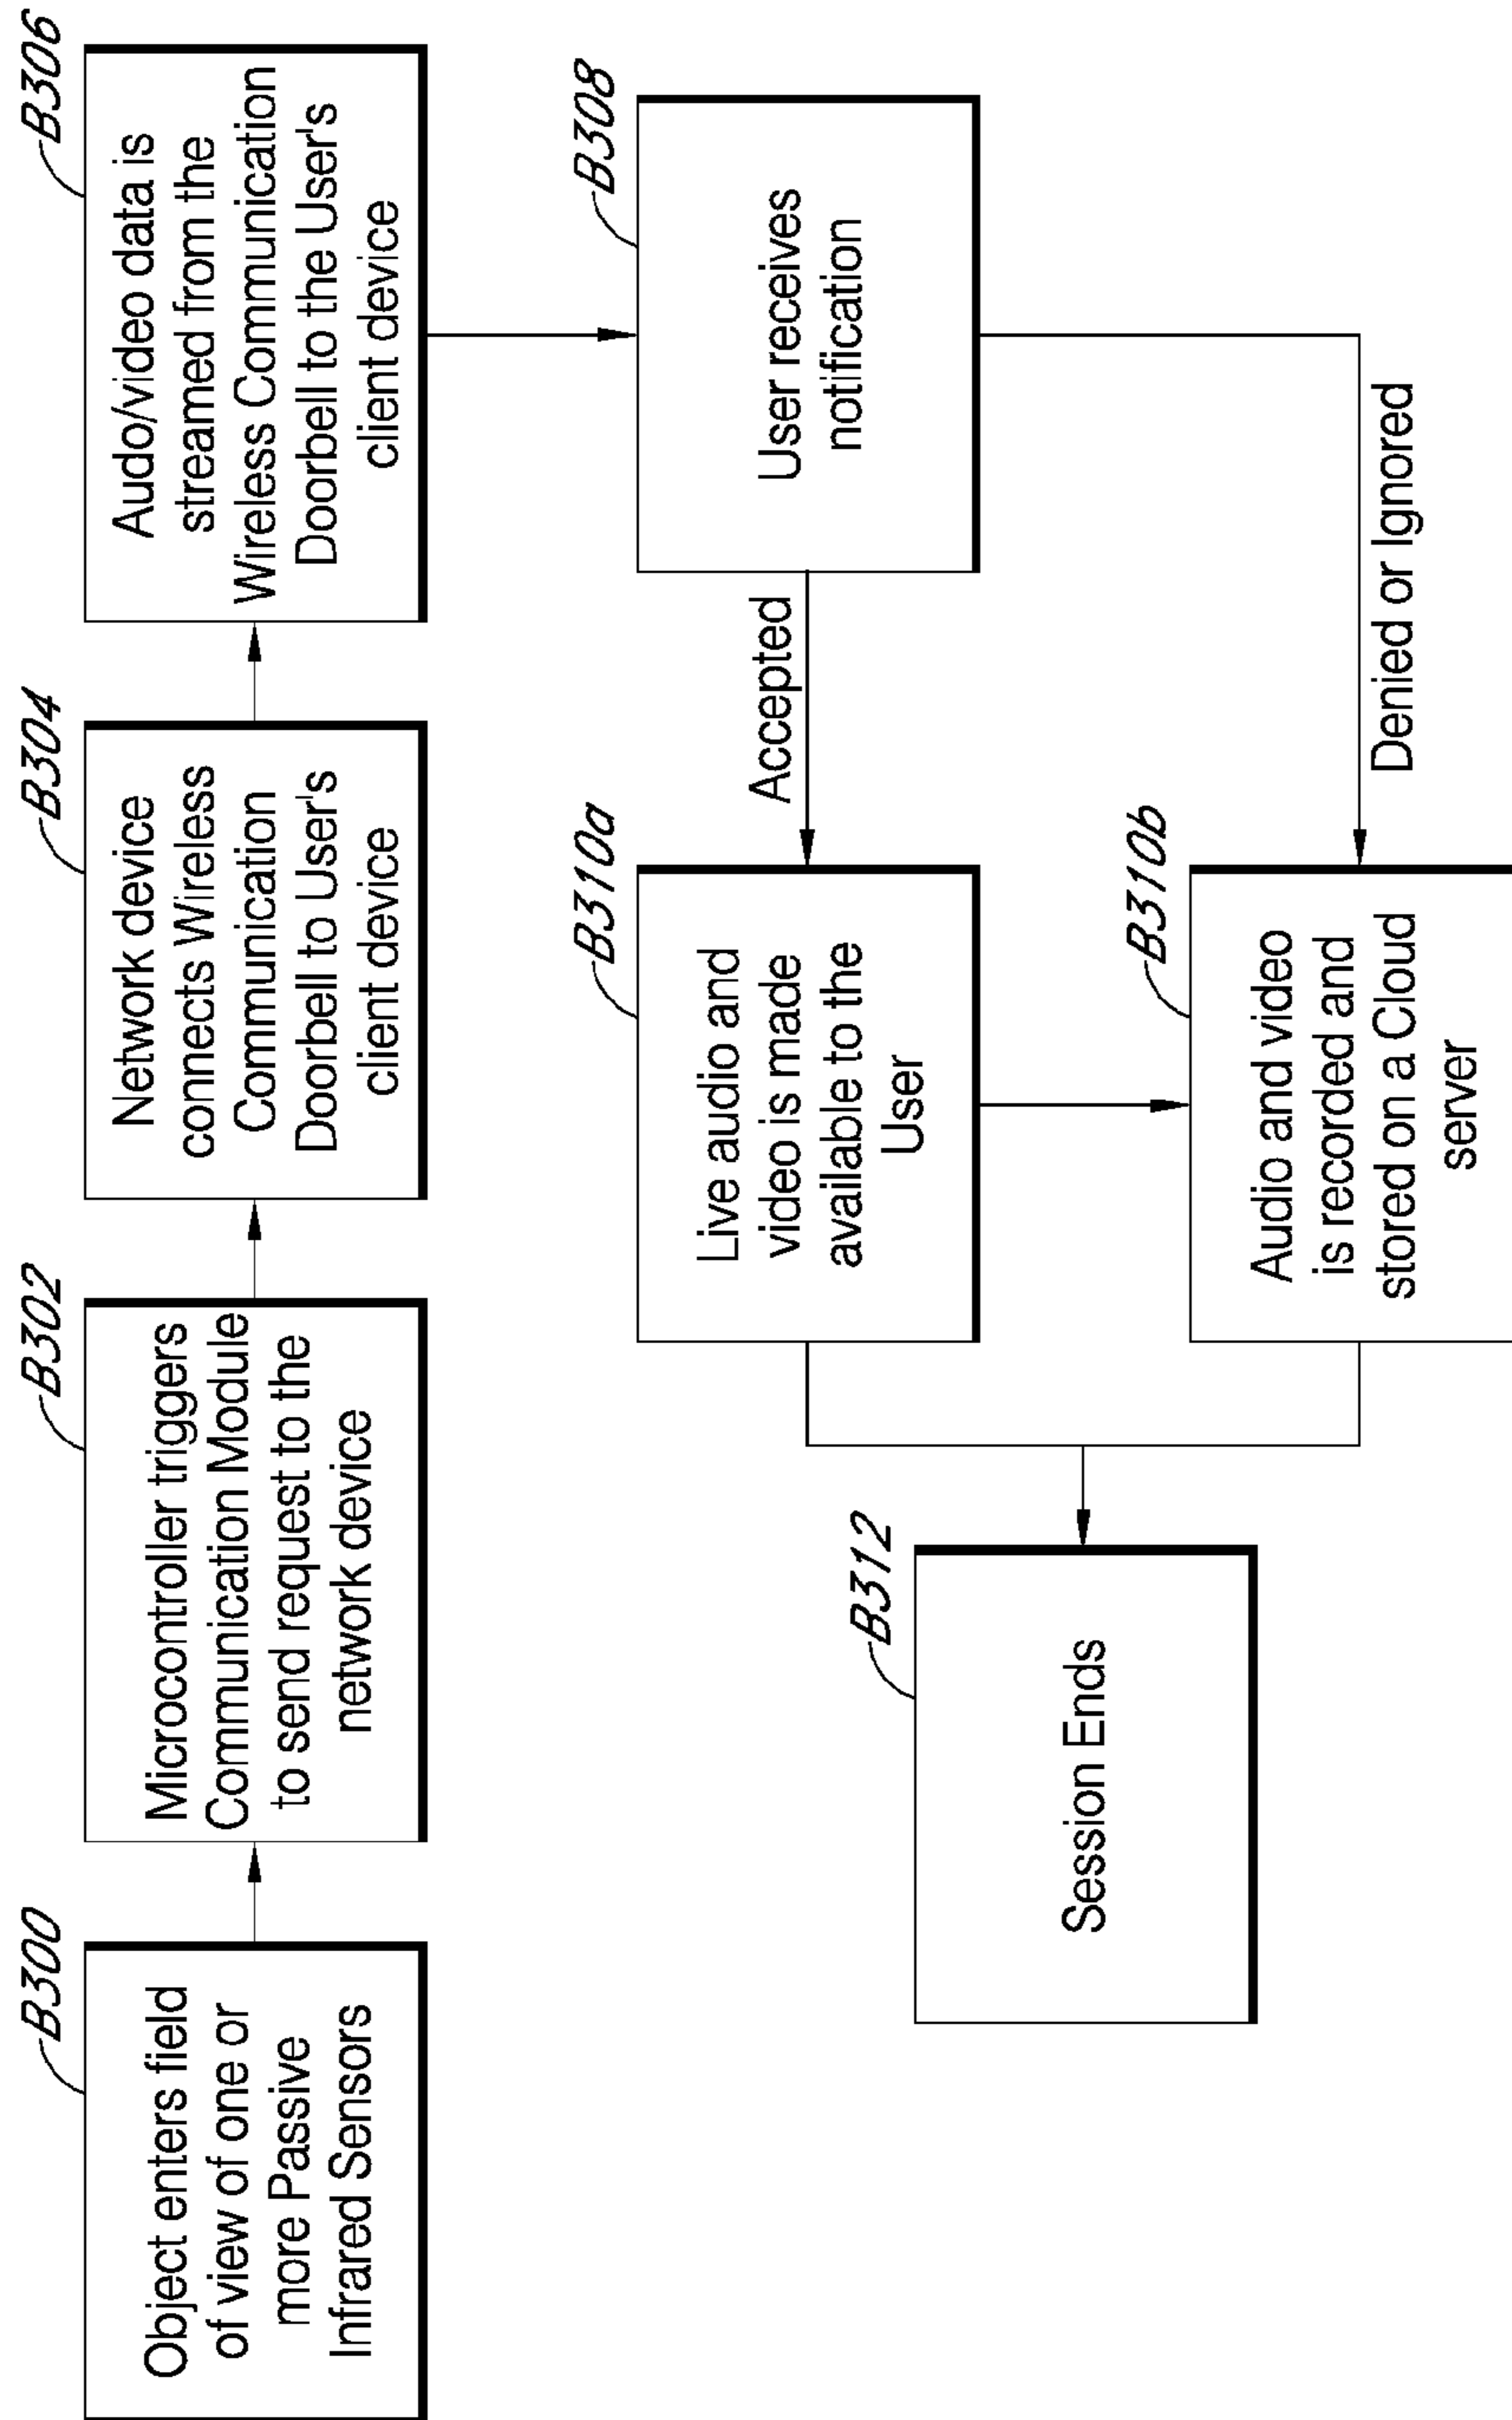 B300
Object enters field
of view of one or
more Passive
Infrared Sensors
B302
Microcontroller triggers
Communication Module
to send request to the
network device
B304
Network device
connects Wireless
Communication
Doorbell to User's
client device
B306
Audo/video data is
streamed from the
Wireless Communication
Doorbell to the User's
client device
B308
User receives
notification
Accepted
Denied or Ignored
B310a
Live audio and
video is made
available to the
User
B310b
Audio and video
is recorded and
stored on a Cloud
server
B312
Session Ends